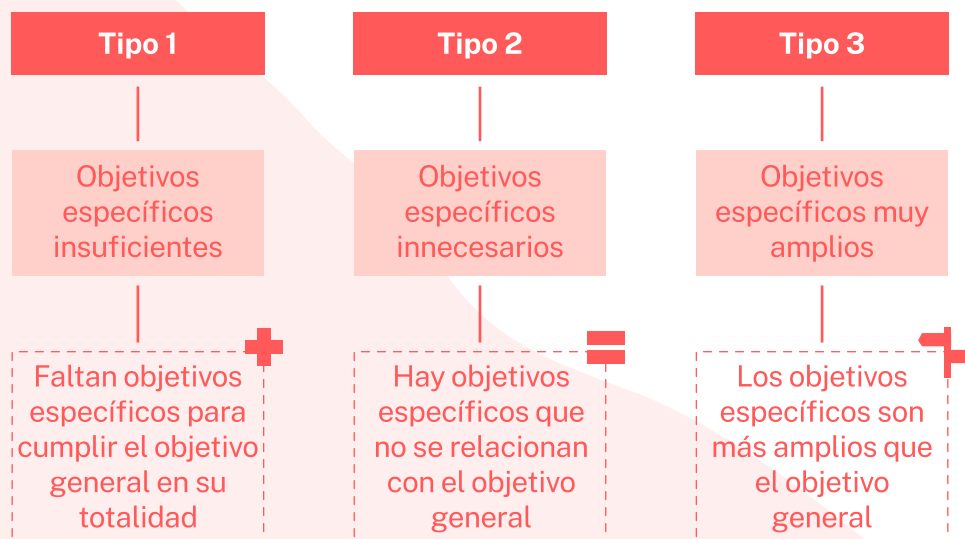 Tipo 1
Objetivos
específicos
insuficientes
Faltan objetivos
específicos para
cumplir el objetivo
general en su
totalidad
Tipo 2
Objetivos
específicos
innecesarios
Hay objetivos
específicos que
no se relacionan
con el objetivo
general
Tipo 3
Objetivos
específicos muy
amplios
Los objetivos
específicos son
más amplios que
el objetivo
general